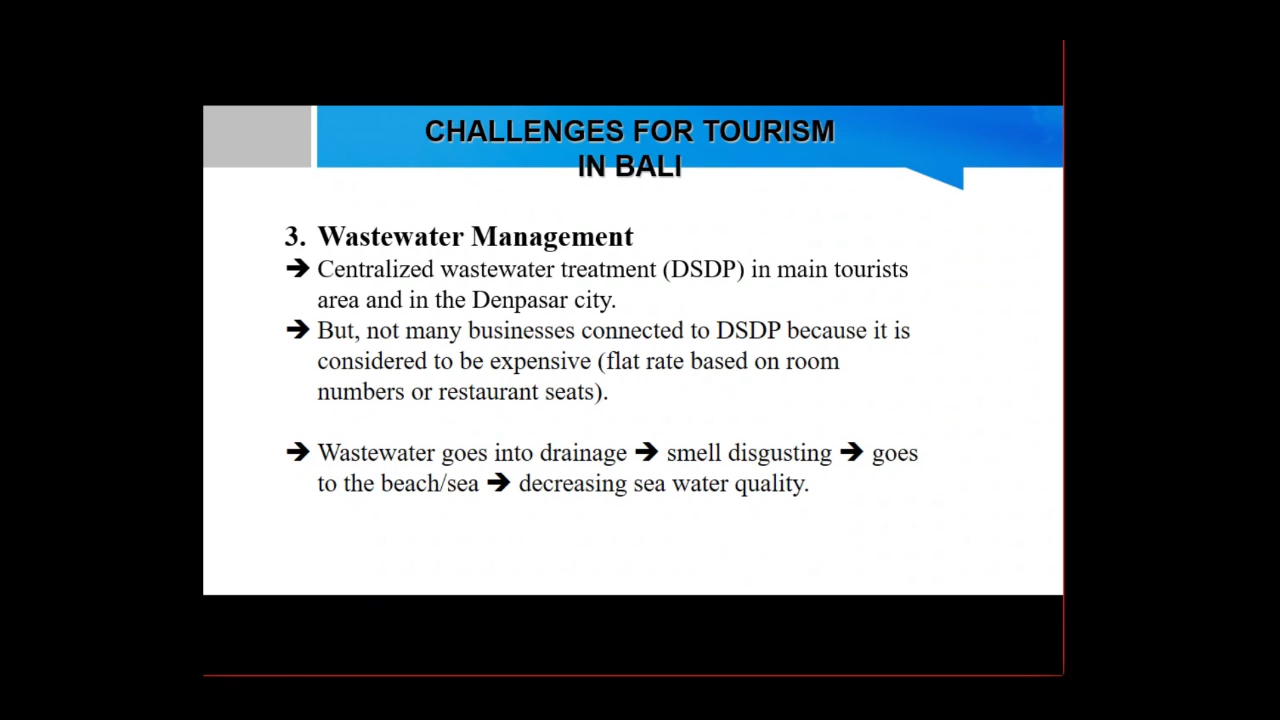 CHALLENGES FOR TOURISM
IN BALI
3. Wastewater Management
➔ Centralized wastewater treatment (DSDP) in main tourists
area and in the Denpasar city.
➔ But, not many businesses connected to DSDP because it is
considered to be expensive (flat rate based on room
numbers or restaurant seats).
➔ Wastewater goes into drainage ➔ smell disgusting ➔ goes
to the beach/sea ➔ decreasing sea water quality.